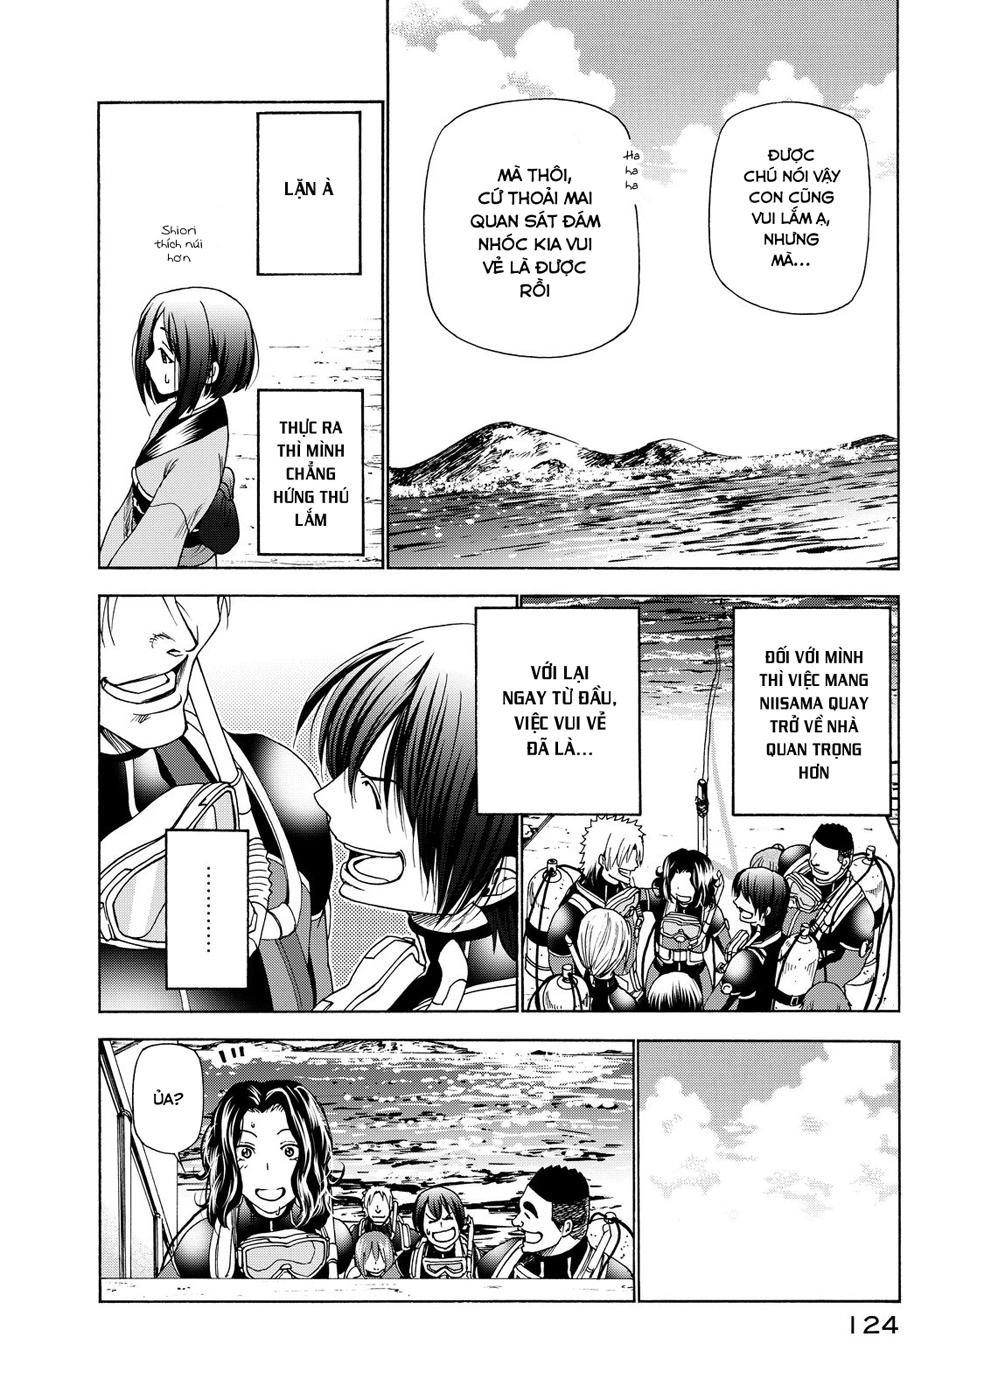 ĐƯỢC
CHÚ NÓI VẬY
CON CŨNG
VUI LẮM Ạ,
NHƯNG
MÀ...
Ha
ha
ha
MÀ THÔI,
CỨ THOẢI MAI
QUAN SÁT ĐÁM
NHÓC KIA VUI
VẺ LÀ ĐƯỢC
RỒI
LẶN À
Shiori
thích núi
hơn
THỰC RA
THÌ MÌNH
CHẲNG
HỨNG THÚ
LẮM
ĐỐI VỚI MÌNH
THÌ VIỆC MANG
NIISAMA QUAY
TRỞ VỀ NHÀ
QUAN TRỌNG
HƠN
VỚI LẠI
NGAY TỪ ĐẦU,
VIỆC VUI VẺ
ĐÃ LÀ...
..........
ỦA?
124